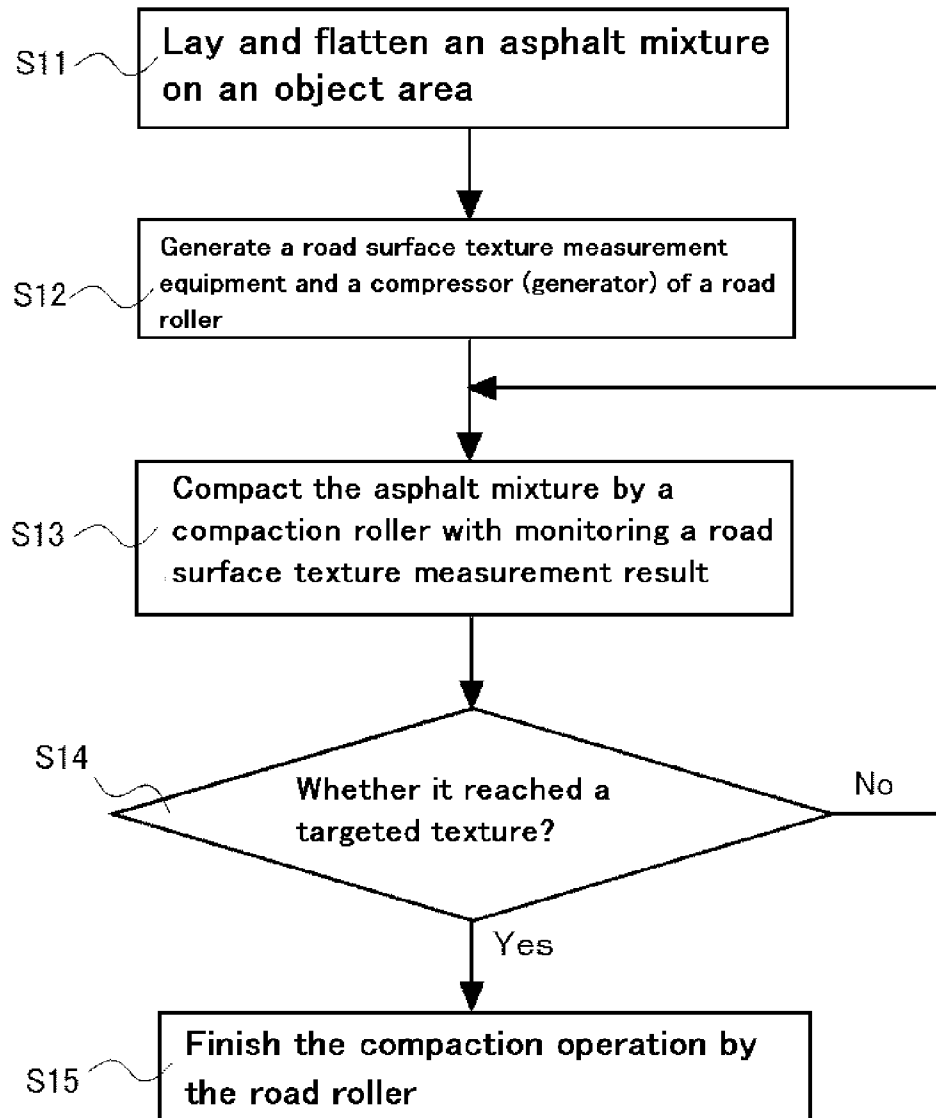 S11
Lay and flatten an asphalt mixture
on an object area
S12
Generate a road surface texture measurement
equipment and a compressor (generator) of a road
roller
S13
Compact the asphalt mixture by a
compaction roller with monitoring a road
surface texture measurement result
S14
Whether it reached a
targeted texture?
No
Yes
S15
Finish the compaction operation by
the road roller